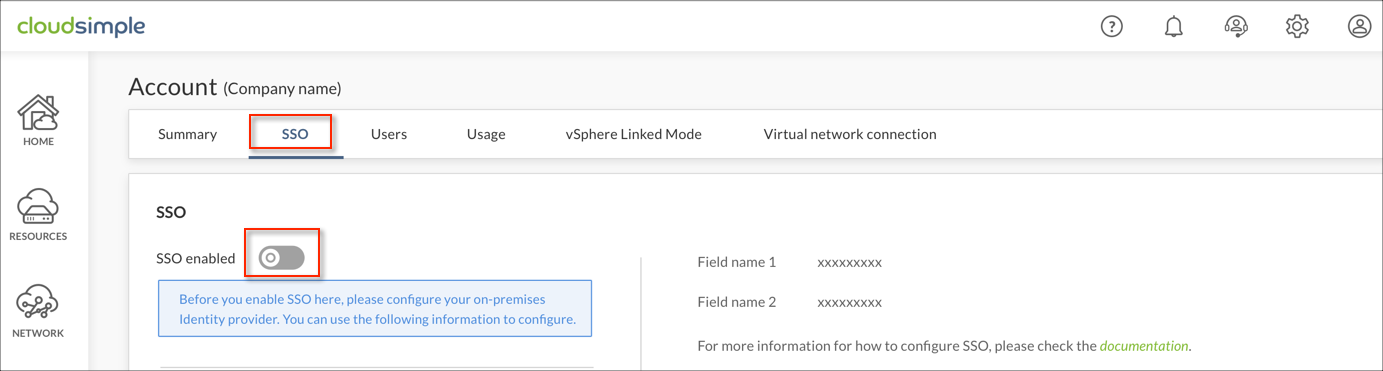 cloudsimple
Account (Company name)
Summary SSO Users Usage vSphere Linked Mode Virtual network connection
HOME
RESOURCES
NETWORK
SSO
SSO enabled
Before you enable SSO here, please configure your on-premises
Identity provider. You can use the following information to configure.
Field name 1 xxxxxxxxx
Field name 2 xxxxxxxxx
For more information for how to configure SSO, please check the documentation.